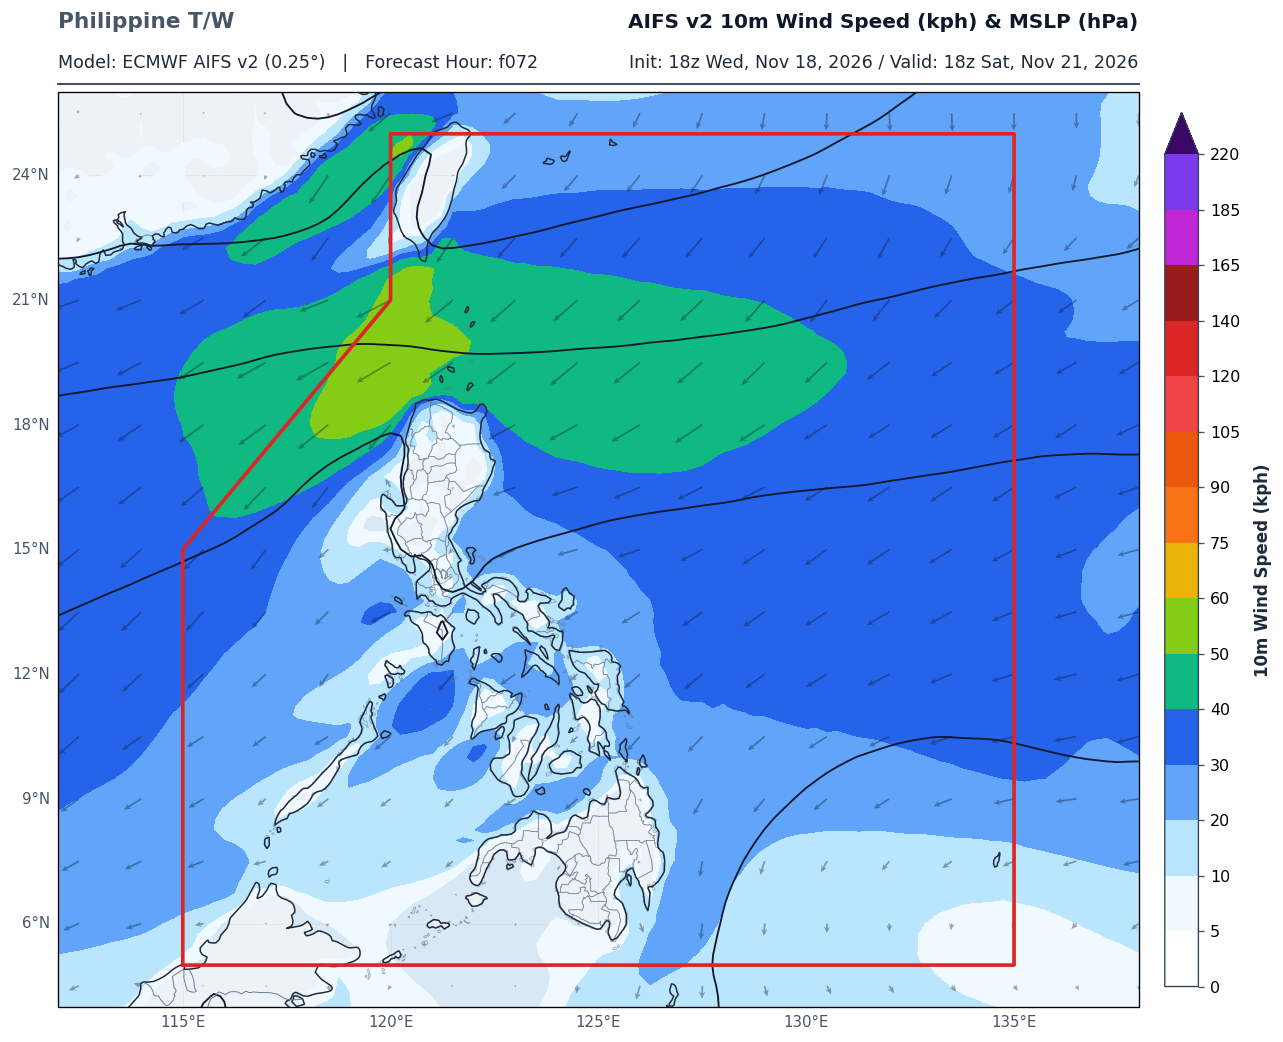 Philippine T/W
AIFS v2 10m Wind Speed (kph) & MSLP (hPa)
Model: ECMWF AIFS v2 (0.25°) | Forecast Hour: f072
Init: 18z Wed, Nov 18, 2026 / Valid: 18z Sat, Nov 21, 2026
24°N
21°N
18°N
15°N
12°N
9°N
6°N
115°E
120°E
125°E
130°E
135°E
220
185
165
140
120
105
90
75
60
50
40
30
20
10
5
0
10m Wind Speed (kph)